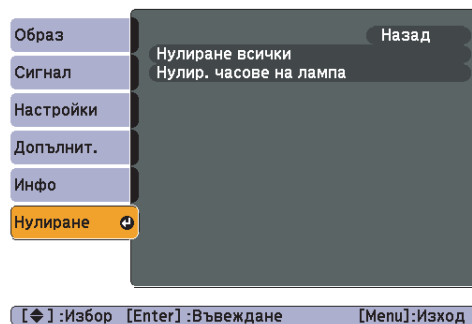 Образ
Сигнал
Настройки
Допълнит.
Инфо
Нулиране
Назад
Нулиране всички
Нулир. часове на лампа
[◆] :Избор [Enter] :Въвеждане [Menu]:Изход